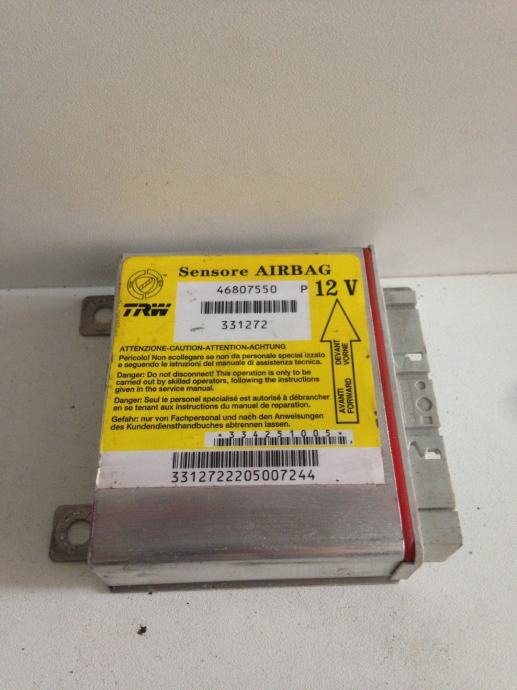 Sensore AIRBAG
46807550 P 12 V
TRW
331272
ATTENZIONE-CAUTION-ATTENTION-ACHTUNG
Pericolo! Non scollegare se non da personale special izzato
e seguendo le istruzioni del manuale di assistenza tecnica.
Danger: Do not disconnect! This operation is only to be
carried out by skilled operators, following the instructions
given in the service manual.
Danger: Seul le personel specialisé est autorisé à débrancher
en se tenant aux instructions du manuel de reparation.
Gefahr: nur von Fachpersonal und nach den Anweisungen
des Kundendiensthandbuches abtrennen lassen.
AVANTI DEVANT
FORWARD VORNE
*334251005*
3312722205007244